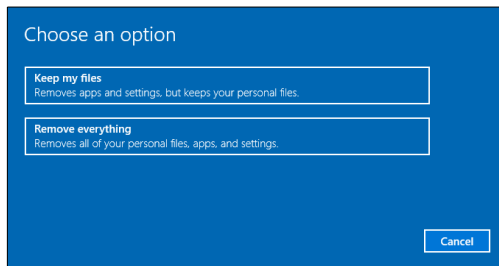 Choose an option
Keep my files
Removes apps and settings, but keeps your personal files.
Remove everything
Removes all of your personal files, apps, and settings.
Cancel